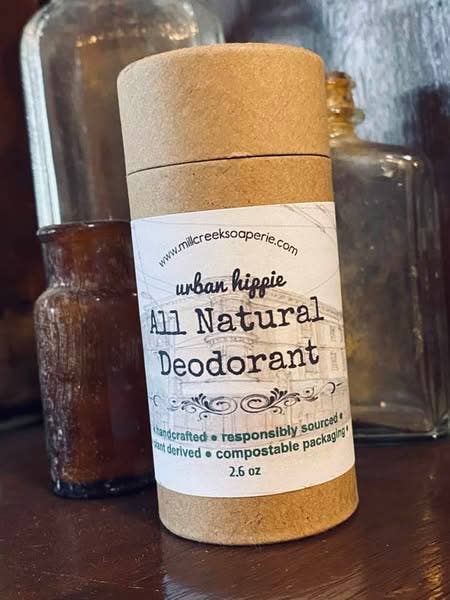 www.millcreeksoaperie.com
urban hippie
All Natural
Deodorant
handcrafted • responsibly sourced •
plant derived • compostable packaging •
2.6 oz